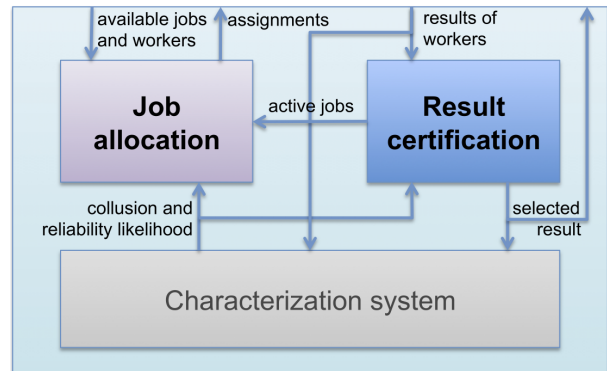 available jobs
and workers
assignments
results of
workers
Job
allocation
active jobs
Result
certification
collusion and
reliability likelihood
selected
result
Characterization system